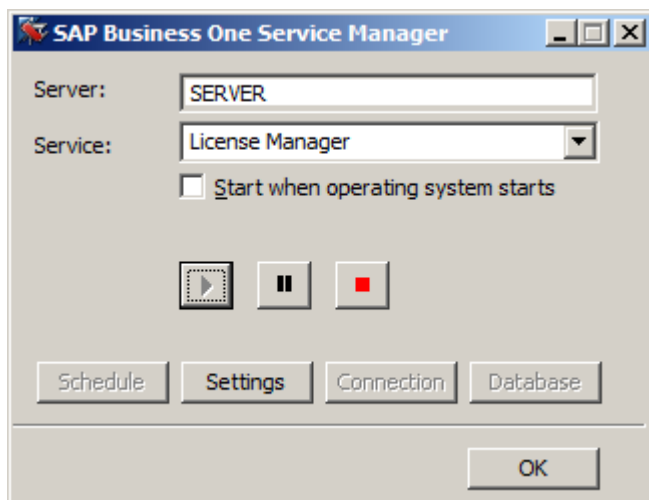 SAP Business One Service Manager
Server: SERVER
Service: License Manager
Start when operating system starts
Schedule Settings Connection Database
OK